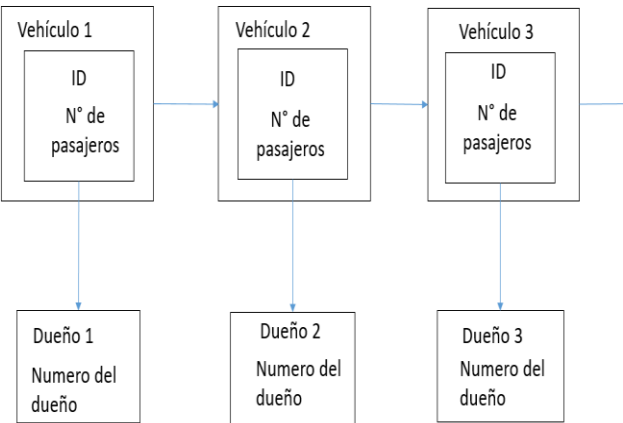 Vehículo 1
ID
N° de
pasajeros
Vehículo 2
ID
N° de
pasajeros
Vehículo 3
ID
N° de
pasajeros
Dueño 1
Numero del
dueño
Dueño 2
Numero del
dueño
Dueño 3
Numero del
dueño